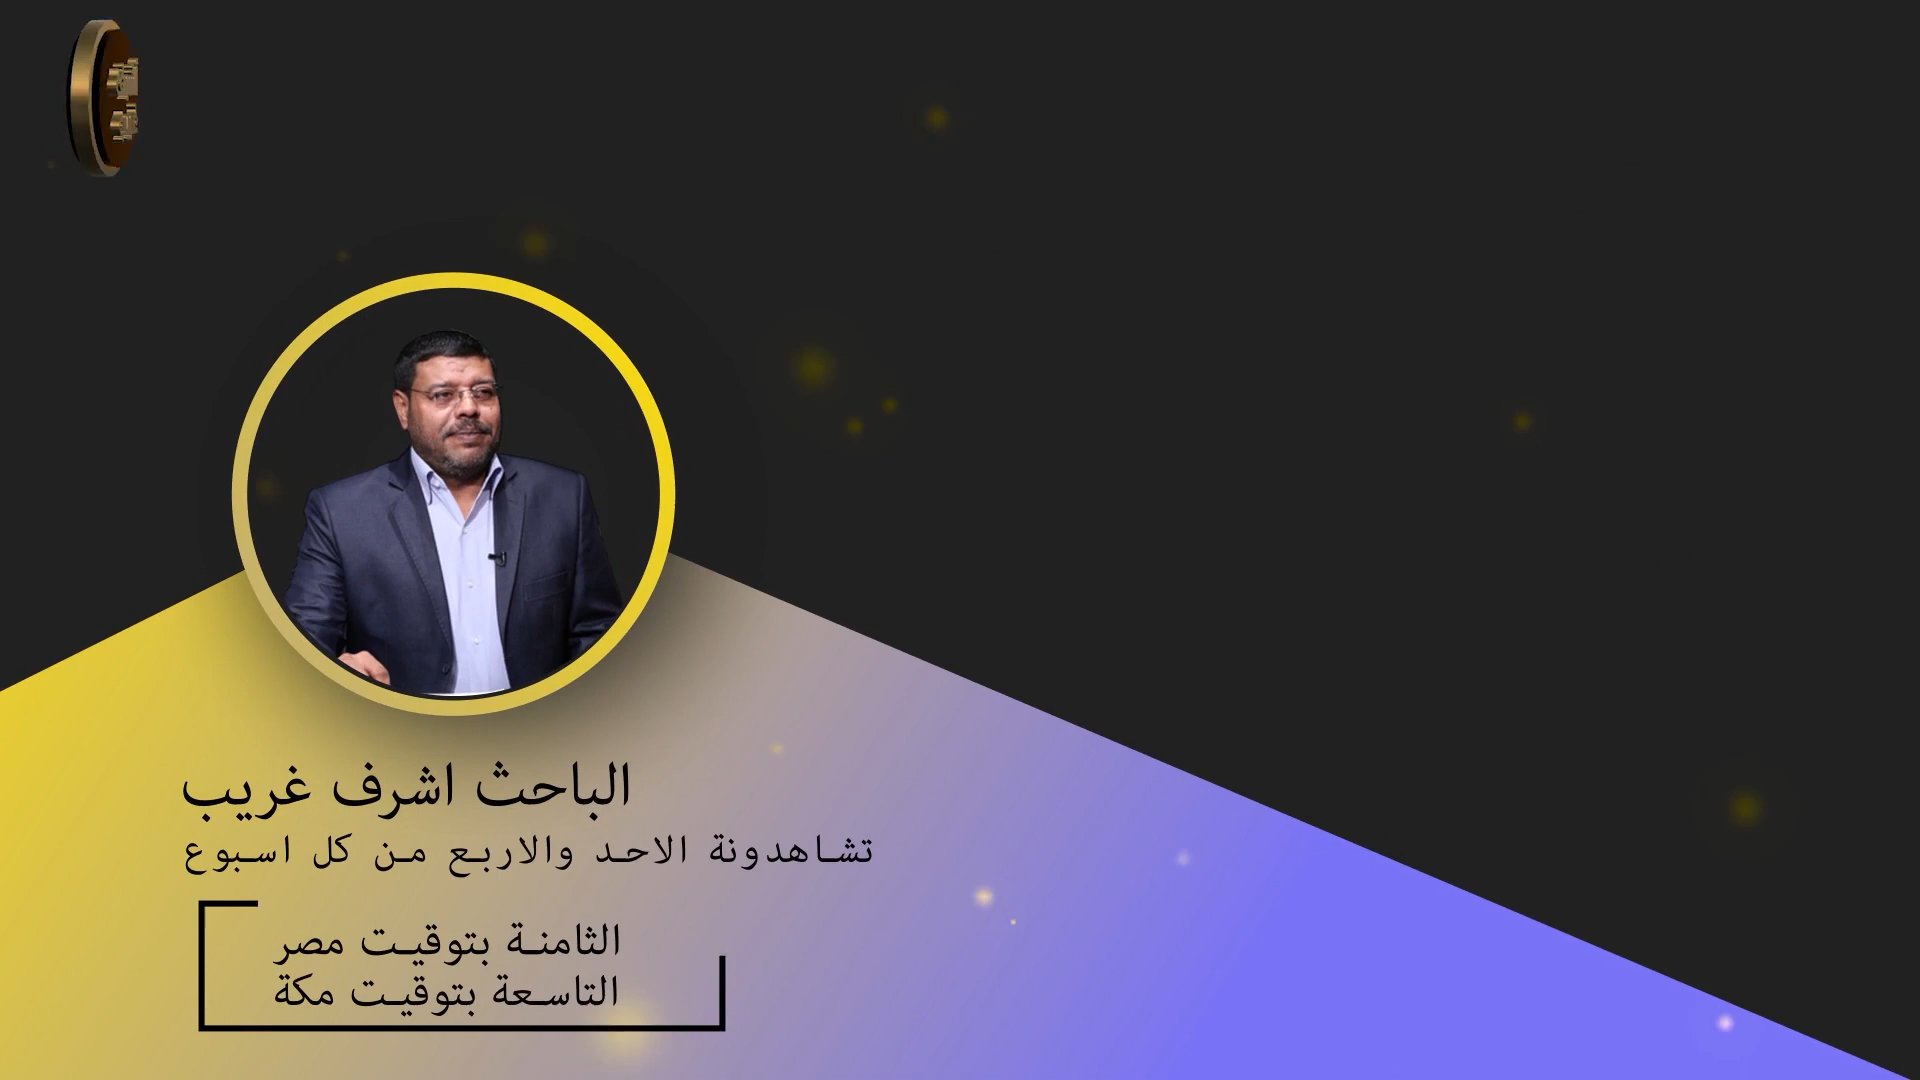 الباحث اشرف غريب
تشاهدونة الاحد والاربع من كل اسبوع
الثامنة بتوقيت مصر
التاسعة بتوقيت مكة